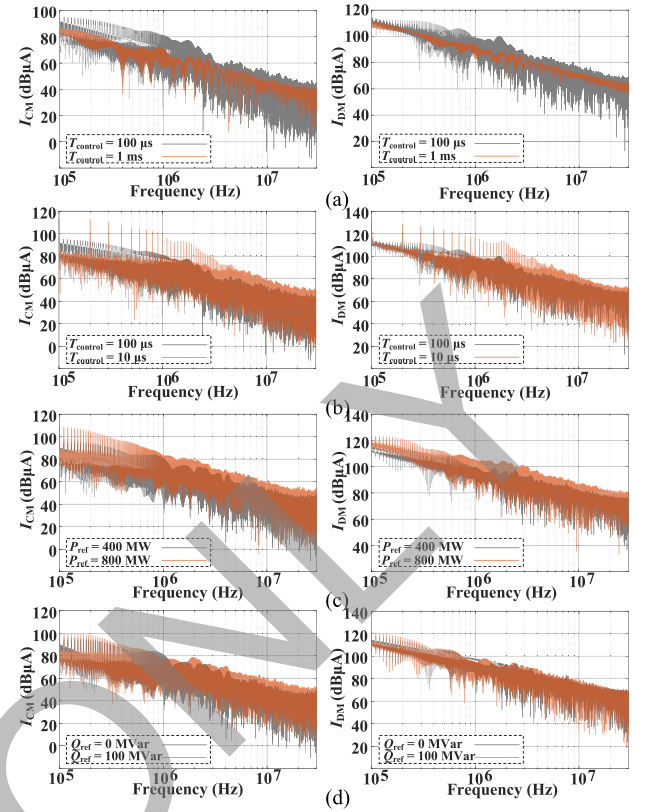 100
80
60
40
20
0
I_CM (dBµA)
T_control = 100 µs
T_control = 1 ms
10^5
10^6
10^7
Frequency (Hz)
120
100
80
60
40
20
I_DM (dBµA)
T_control = 100 µs
T_control = 1 ms
10^5
10^6
10^7
Frequency (Hz)
(a)
120
100
80
60
40
20
0
I_CM (dBµA)
T_control = 100 µs
T_control = 10 µs
10^5
10^6
10^7
Frequency (Hz)
140
120
100
80
60
40
20
0
I_DM (dBµA)
T_control = 100 µs
T_control = 10 µs
10^5
10^6
10^7
Frequency (Hz)
(b)
120
100
80
60
40
20
0
I_CM (dBµA)
P_ref = 400 MW
P_ref = 800 MW
10^5
10^6
10^7
Frequency (Hz)
140
120
100
80
60
40
I_DM (dBµA)
P_ref = 400 MW
P_ref = 800 MW
10^5
10^6
10^7
Frequency (Hz)
(c)
120
100
80
60
40
20
0
I_CM (dBµA)
Q_ref = 0 MVar
Q_ref = 100 MVar
10^5
10^6
10^7
Frequency (Hz)
140
120
100
80
60
40
20
I_DM (dBµA)
Q_ref = 0 MVar
Q_ref = 100 MVar
10^5
10^6
10^7
Frequency (Hz)
(d)
ONLY